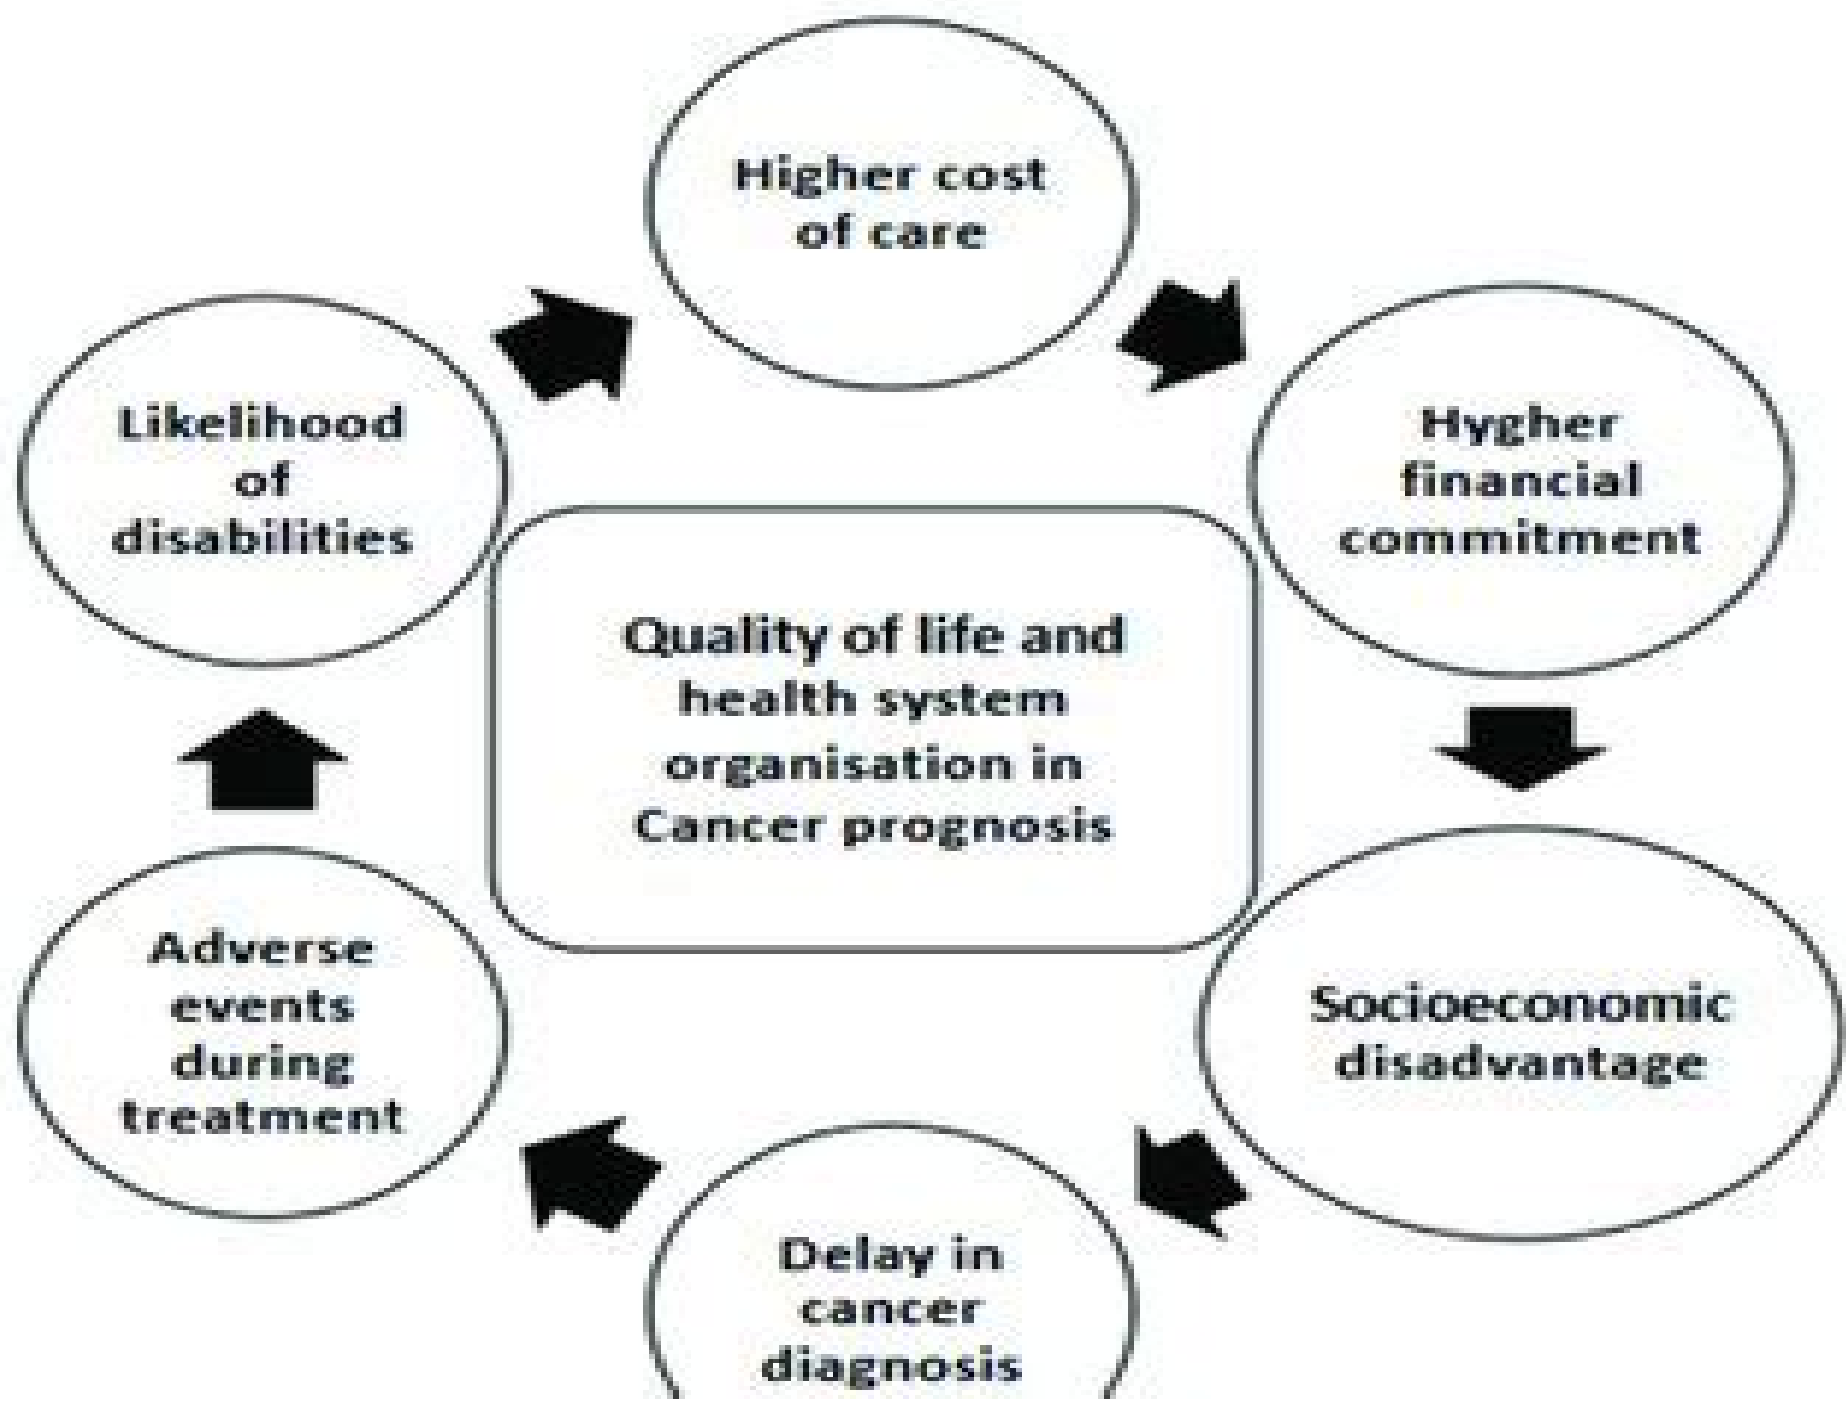 Higher cost
of care
Hygher
financial
commitment
Socioeconomic
disadvantage
Delay in
cancer
diagnosis
Adverse
events
during
treatment
Likelihood
of
disabilities
Quality of life and
health system
organisation in
Cancer prognosis